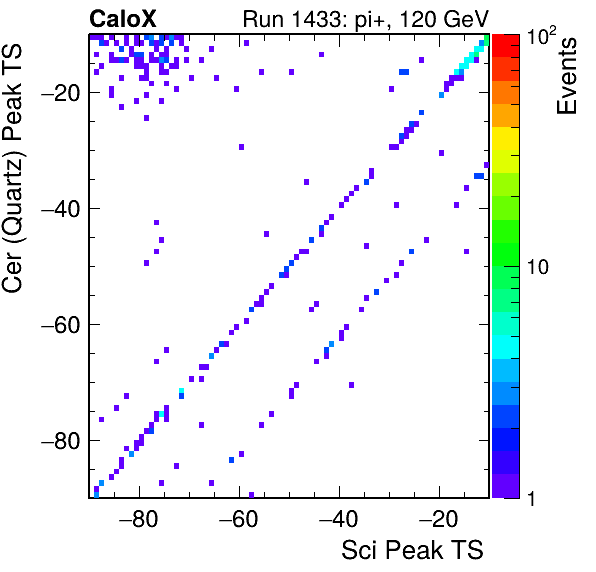 CaloX Run 1433: pi+, 120 GeV
Cer (Quartz) Peak TS
−20
−40
−60
−80
−80 −60 −40 −20
Sci Peak TS
10²
10
1
Events